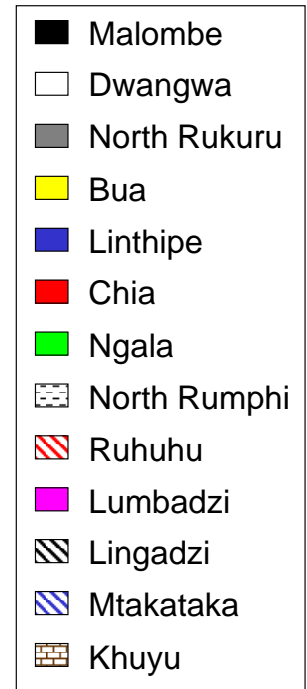 Malombe
Dwangwa
North Rukuru
Bua
Linthipe
Chia
Ngala
North Rumphi
Ruhuhu
Lumbadzi
Lingadzi
Mtakataka
Khuyu